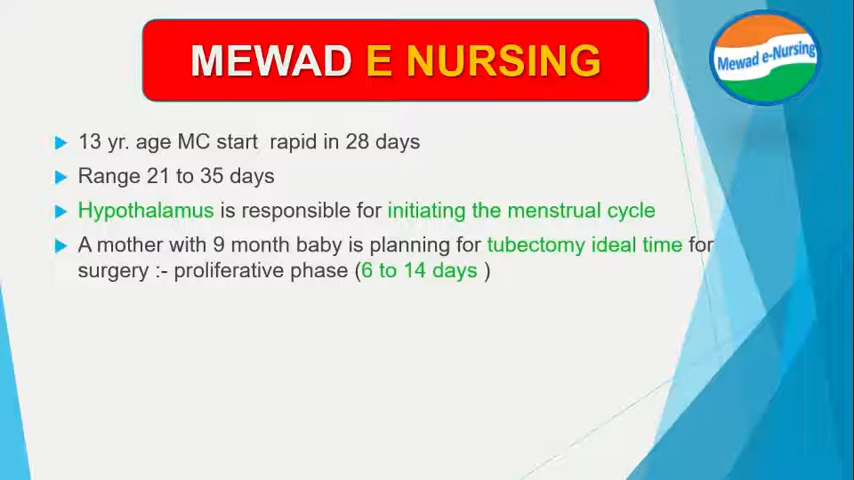 MEWAD E NURSING
Mewad e-Nursing
13 yr. age MC start rapid in 28 days
Range 21 to 35 days
Hypothalamus is responsible for initiating the menstrual cycle
A mother with 9 month baby is planning for tubectomy ideal time for
surgery :- proliferative phase (6 to 14 days )